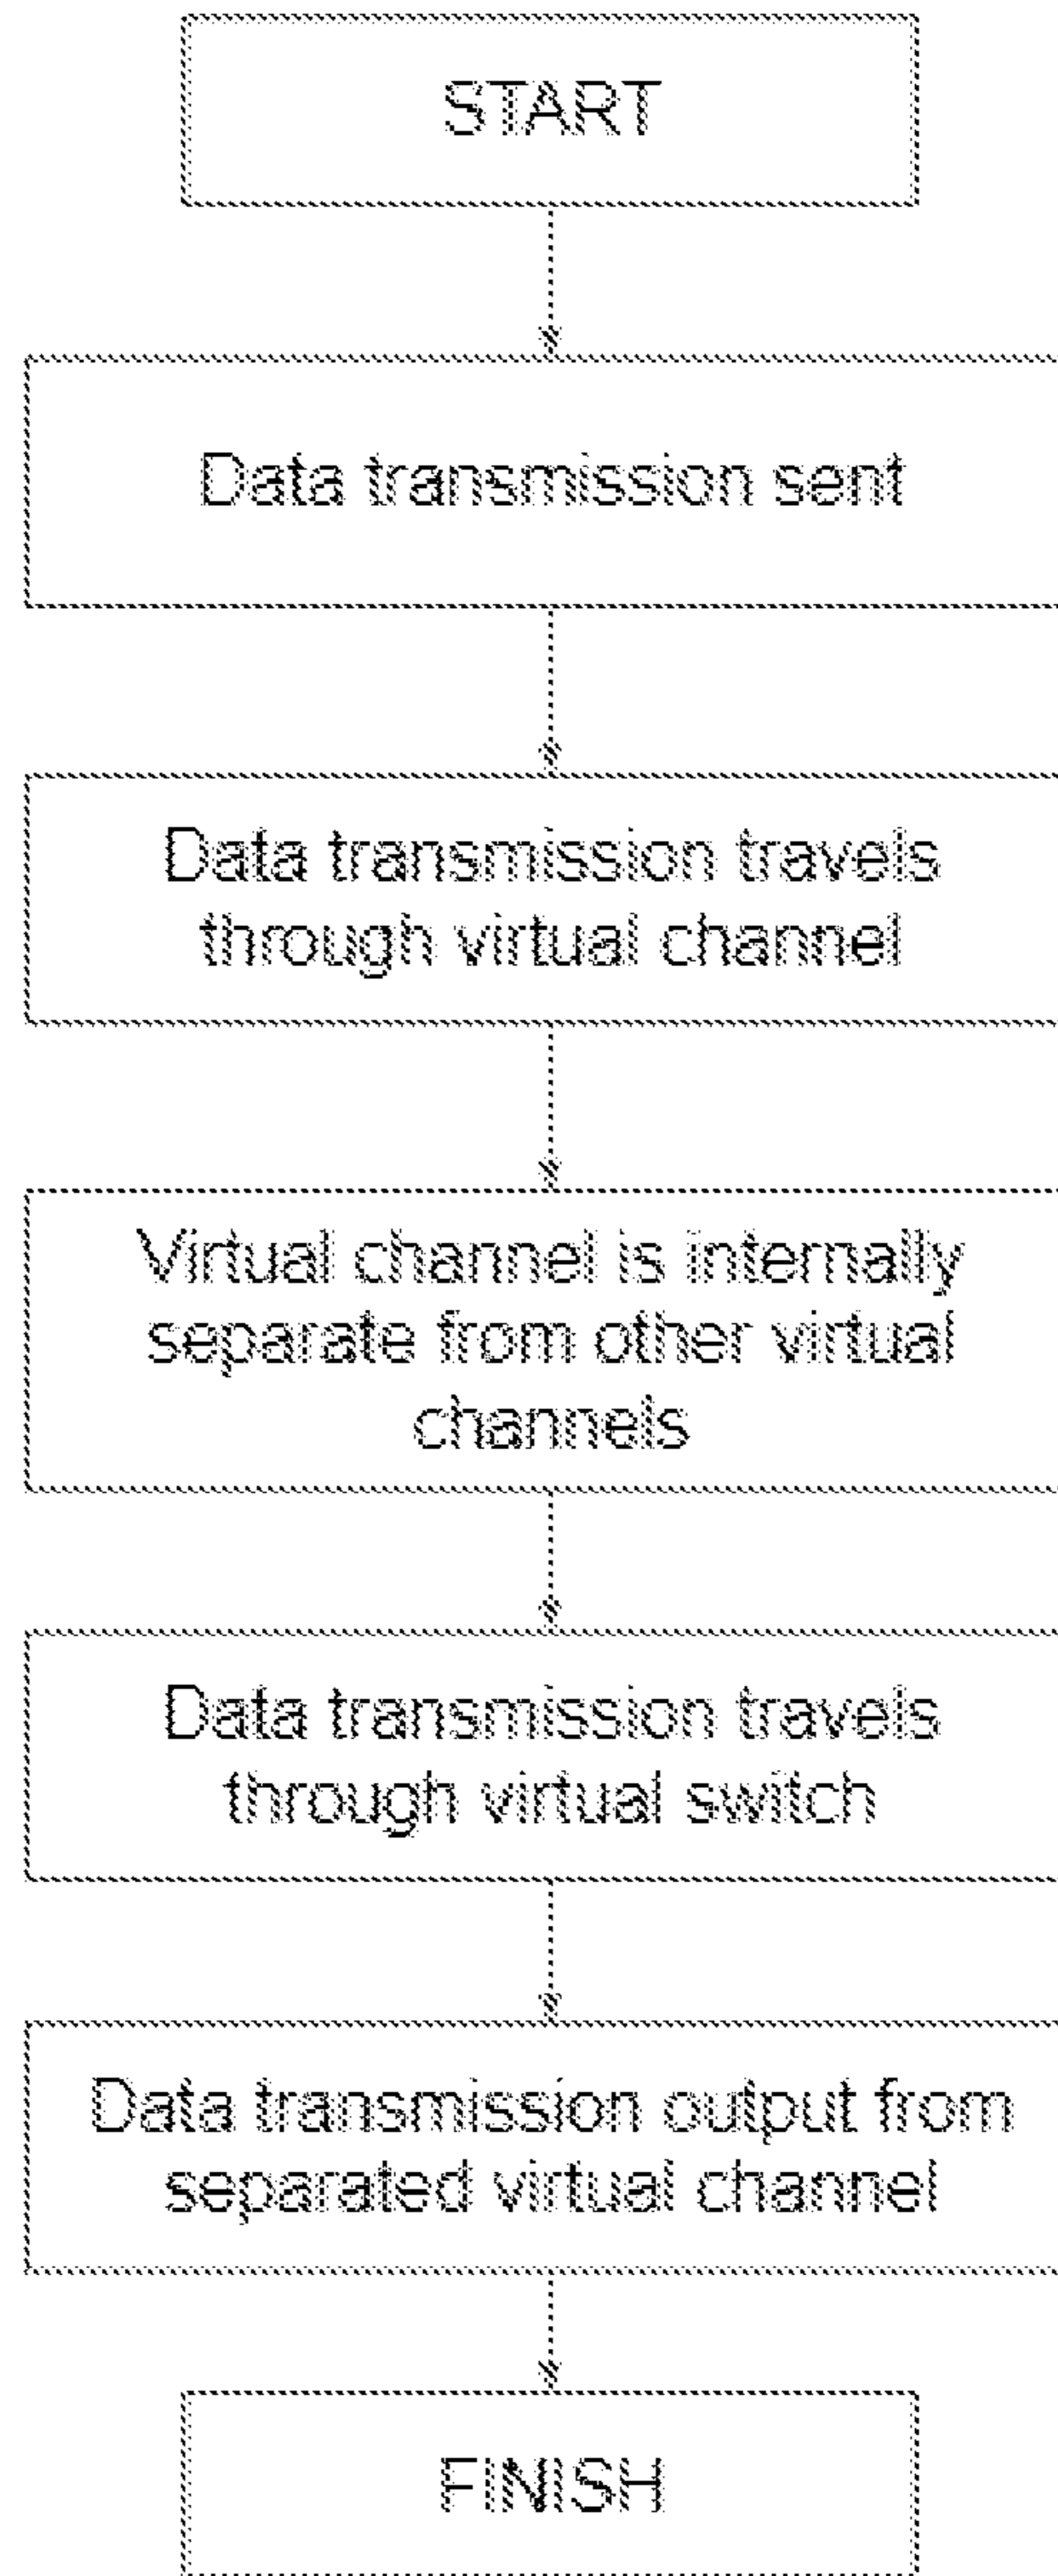 START
Data transmission sent
Data transmission travels
through virtual channel
Virtual channel is internally
separate from other virtual
channels
Data transmission travels
through virtual switch
Data transmission output from
separated virtual channel
FINISH